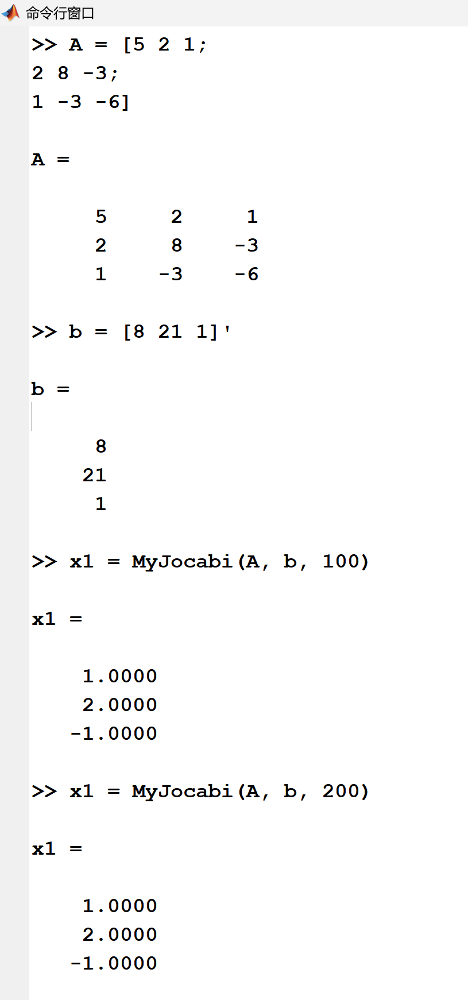 命令行窗口
>> A = [5 2 1;
2 8 -3;
1 -3 -6]
A =
5 2 1
2 8 -3
1 -3 -6
>> b = [8 21 1]'
b =
8
21
1
>> x1 = MyJocabi(A, b, 100)
x1 =
1.0000
2.0000
-1.0000
>> x1 = MyJocabi(A, b, 200)
x1 =
1.0000
2.0000
-1.0000